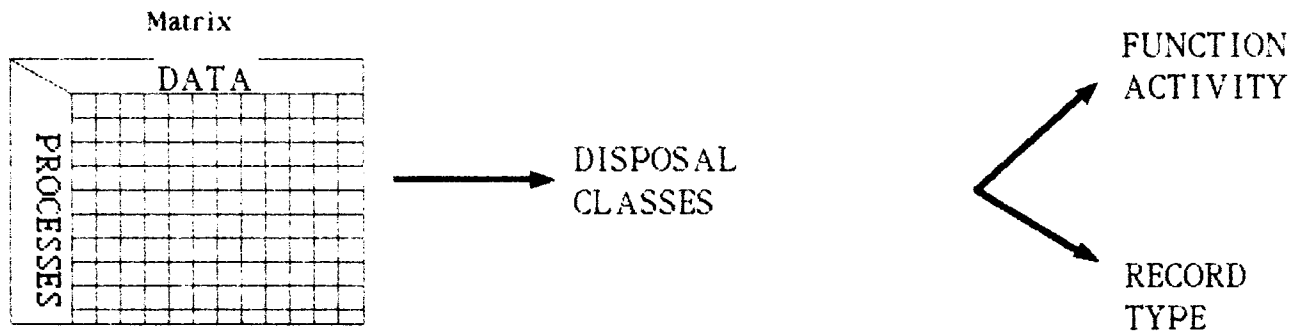 Matrix
DATA
PROCESSES
DISPOSAL
CLASSES
FUNCTION
ACTIVITY
RECORD
TYPE